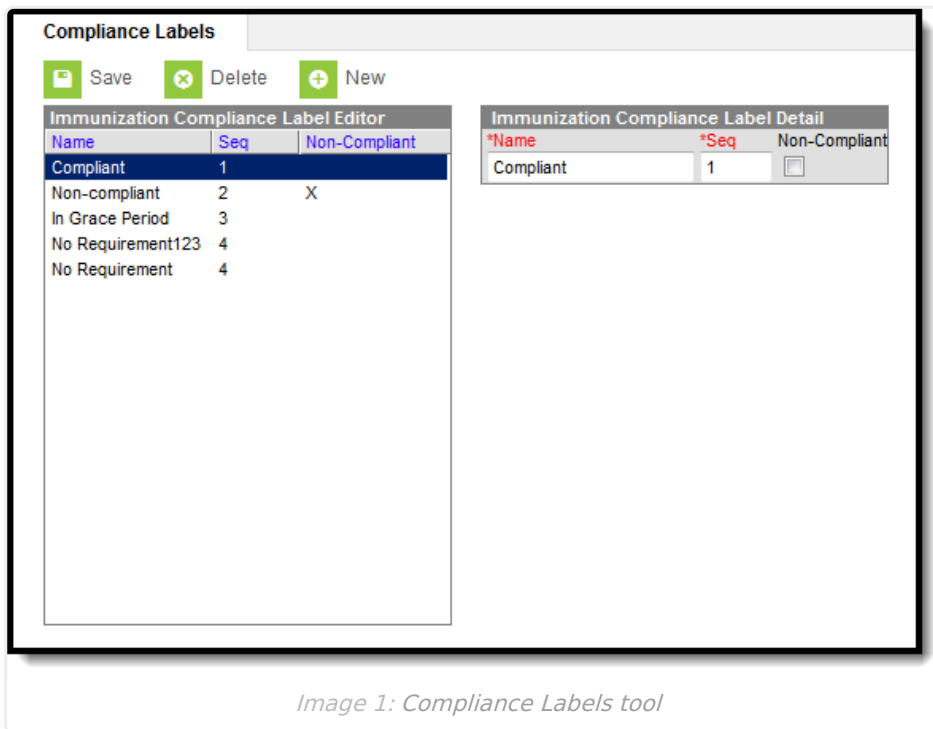 Compliance Labels
Save Delete New
Immunization Compliance Label Editor
Name Seq Non-Compliant
Compliant 1
Non-compliant 2 X
In Grace Period 3
No Requirement123 4
No Requirement 4
Immunization Compliance Label Detail
*Name *Seq Non-Compliant
Compliant 1
Image 1: Compliance Labels tool